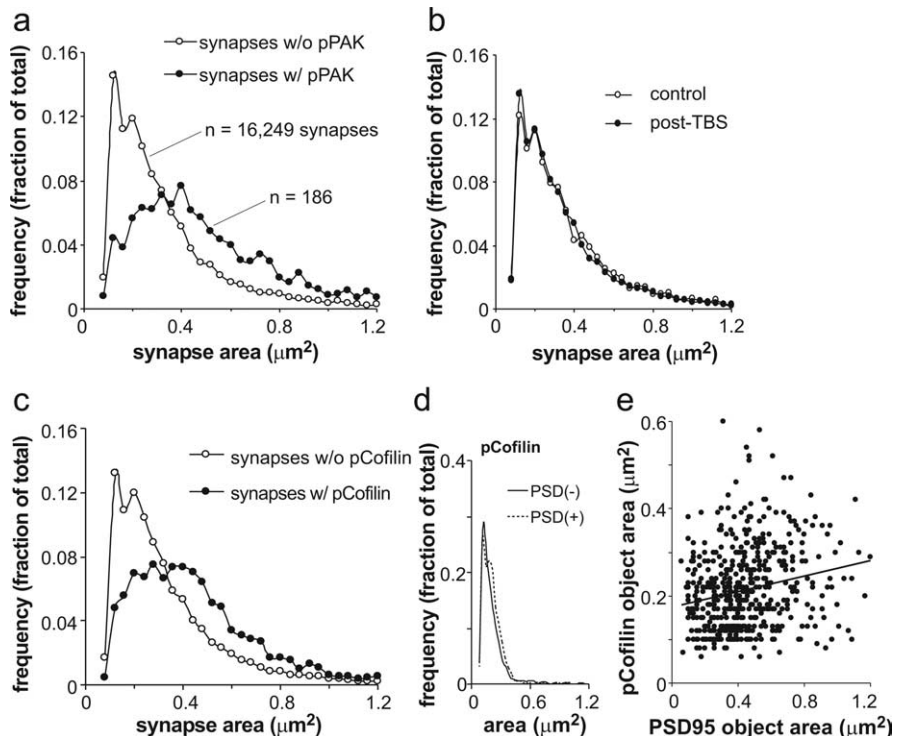 a
frequency (fraction of total)
0.16
0.12
0.08
0.04
0
synapses w/o pPAK
synapses w/ pPAK
n = 16,249 synapses
n = 186
0
0.4
0.8
1.2
synapse area (μm²)
b
frequency (fraction of total)
0.16
0.12
0.08
0.04
0
control
post-TBS
0
0.4
0.8
1.2
synapse area (μm²)
c
frequency (fraction of total)
0.16
0.12
0.08
0.04
0
synapses w/o pCofilin
synapses w/ pCofilin
0
0.4
0.8
1.2
synapse area (μm²)
d
frequency (fraction of total)
pCofilin
0.4
0.2
0
PSD(-)
PSD(+)
0
0.6
1.2
area (μm²)
e
pCofilin object area (μm²)
0.6
0.4
0.2
0
0
0.4
0.8
1.2
PSD95 object area (μm²)